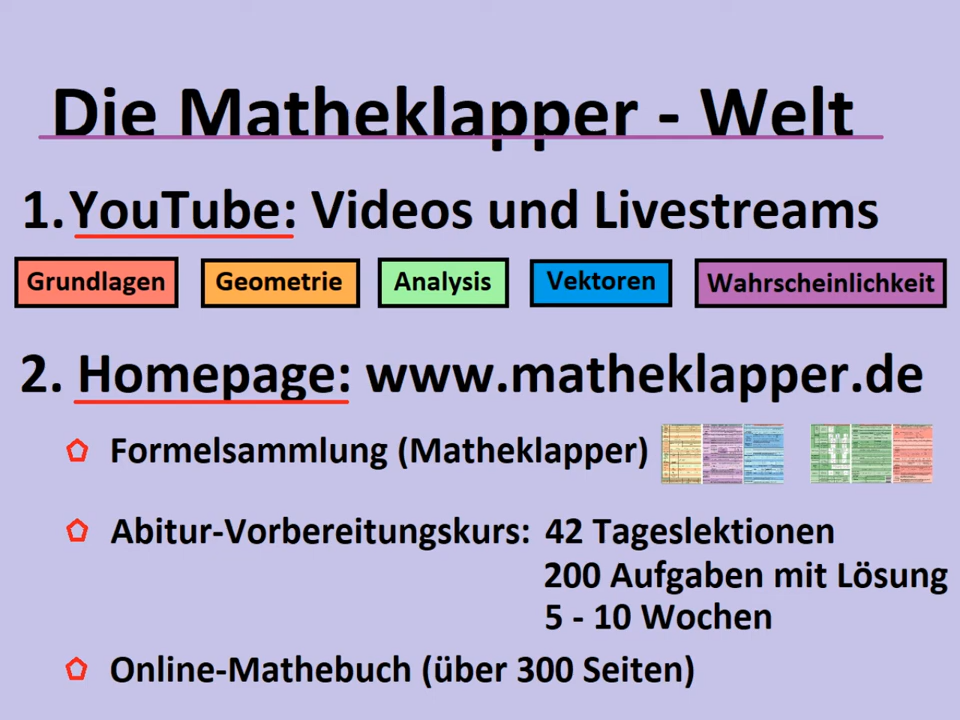 Die Matheklapper - Welt
1. YouTube: Videos und Livestreams
Grundlagen Geometrie Analysis Vektoren Wahrscheinlichkeit
2. Homepage: www.matheklapper.de
Formelsammlung (Matheklapper)
Abitur-Vorbereitungskurs: 42 Tageslektionen
200 Aufgaben mit Lösung
5 - 10 Wochen
Online-Mathebuch (über 300 Seiten)